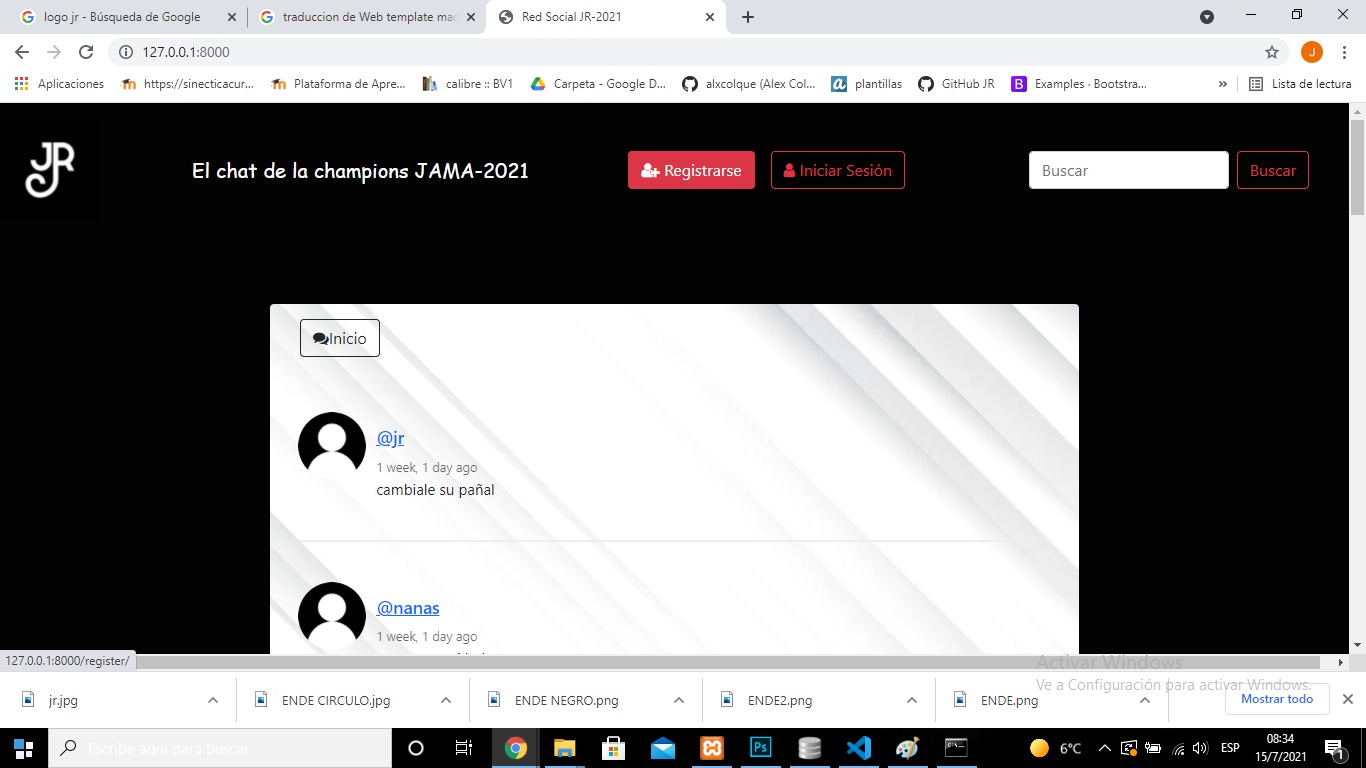 logo jr - Búsqueda de Google
traduccion de Web template mac
Red Social JR-2021
127.0.0.1:8000
J
Aplicaciones
https://sinecticacur...
Plataforma de Apre...
calibre :: BV1
Carpeta - Google D...
alxcolque (Alex Col...
plantillas
GitHub JR
Examples · Bootstra...
»
Lista de lectura
JR
El chat de la champions JAMA-2021
Registrarse
Iniciar Sesión
Buscar
Buscar
Inicio
@jr
1 week, 1 day ago
cambiale su pañal
@nanas
1 week, 1 day ago
127.0.0.1:8000/register/
Activar Windows
Ve a Configuración para activar Windows.
jr.jpg
ENDE CIRCULO.jpg
ENDE NEGRO.png
ENDE2.png
ENDE.png
Mostrar todo
Escribe aquí para buscar
Ps
6°C
ESP
08:34
15/7/2021
1